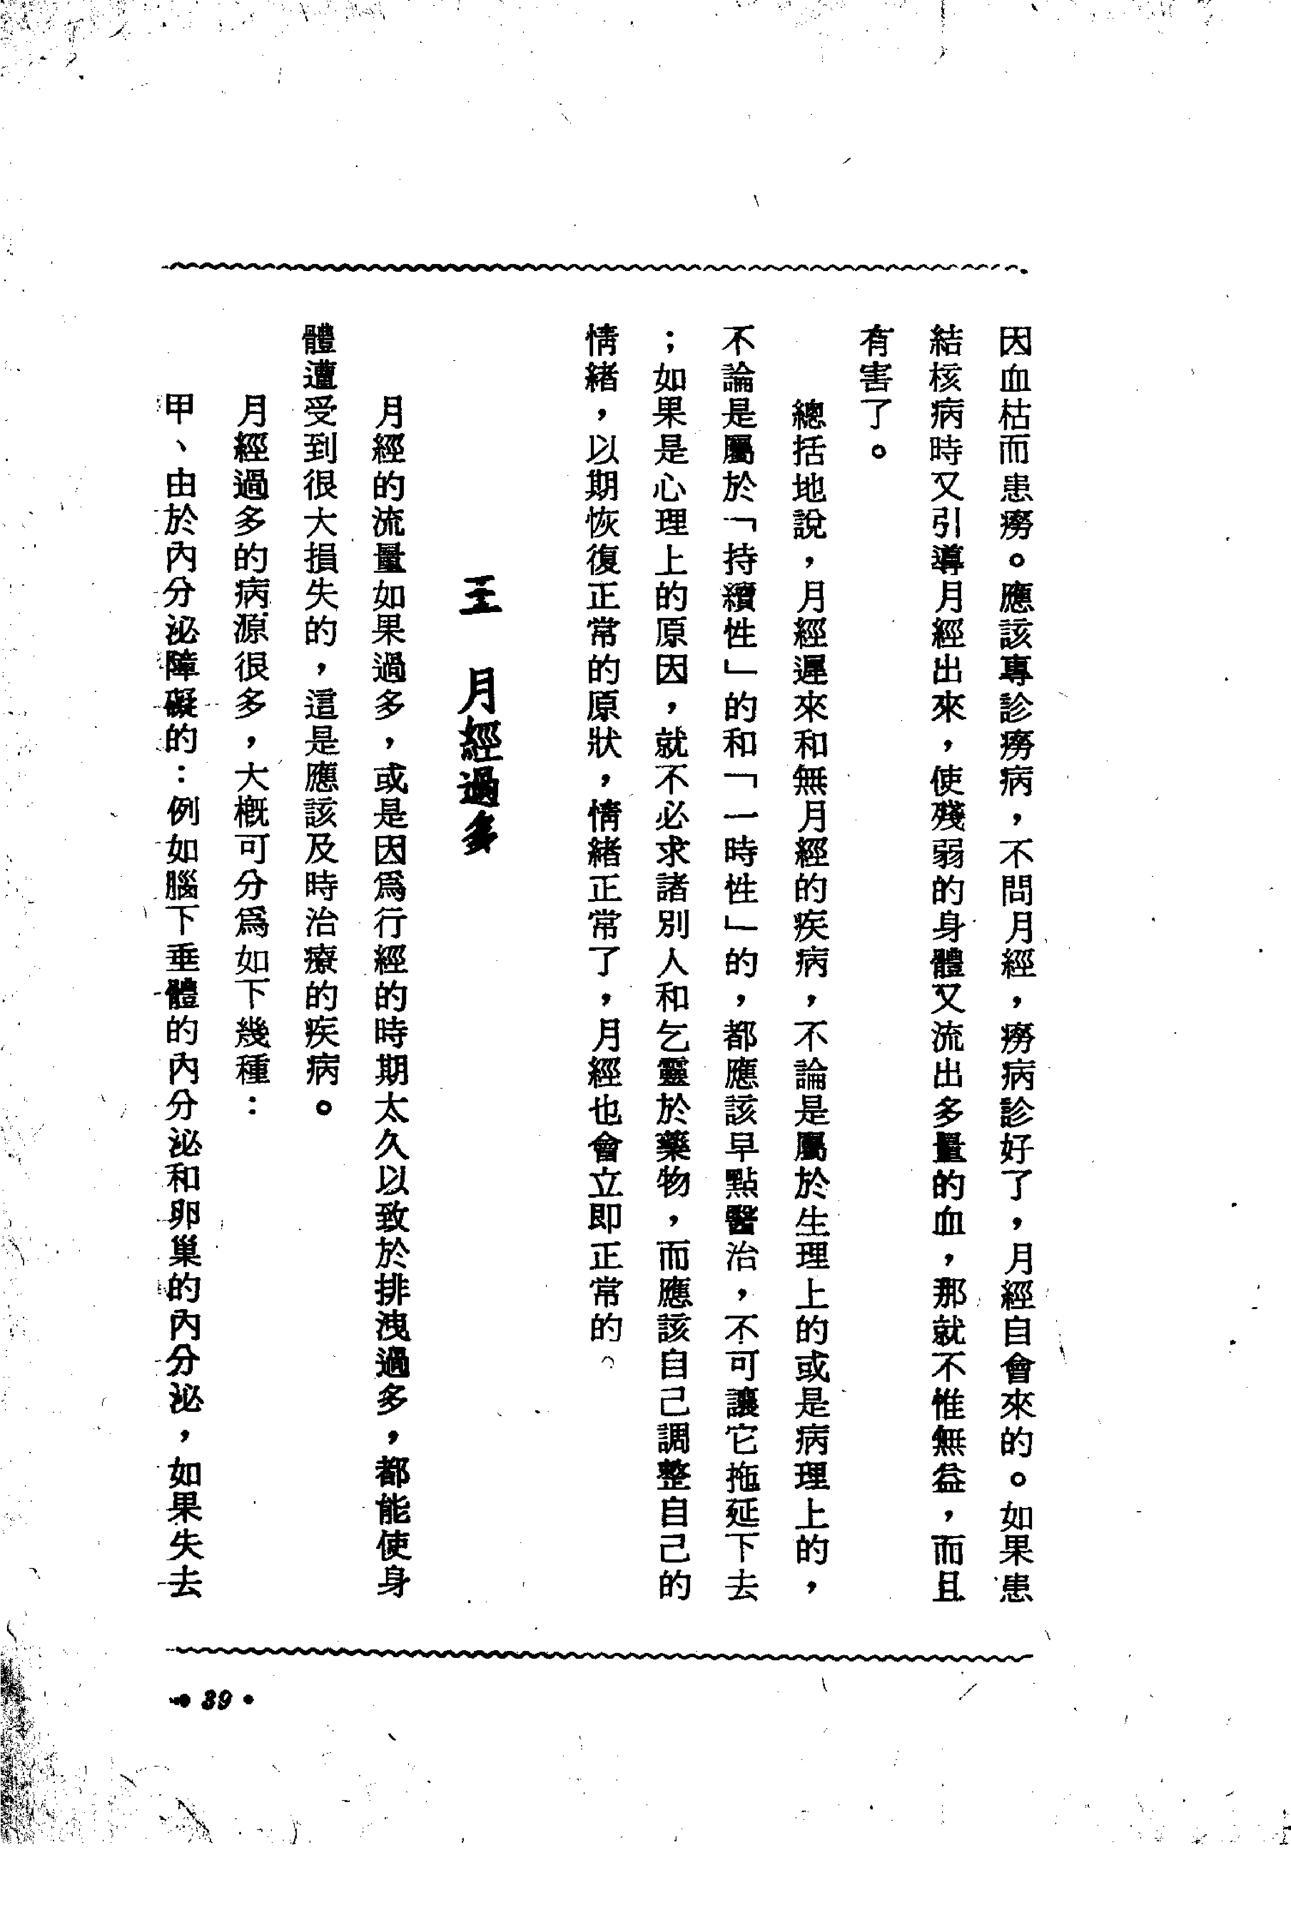 因血枯而患癆。應該專診癆病，不問月經，癆病診好了，月經自會來的。如果患
結核病時又引導月經出來，使殘弱的身體又流出多量的血，那就不惟無益，而且
有害了。
總括地說，月經遲來和無月經的疾病，不論是屬於生理上的或是病理上的，
不論是屬於「持續性」的和「一時性」的，都應該早點醫治，不可讓它拖延下去
；如果是心理上的原因，就不必求諸別人和乞靈於藥物，而應該自己調整自己的
情緒，以期恢復正常的原狀，情緒正常了，月經也會立即正常的。
三　月經過多
月經的流量如果過多，或是因爲行經的時期太久以致於排洩過多，都能使身
體遭受到很大損失的，這是應該及時治療的疾病。
月經過多的病源很多，大概可分爲如下幾種：
甲、由於內分泌障礙的：例如腦下垂體的內分泌和卵巢的內分泌，如果失去
• 39 •